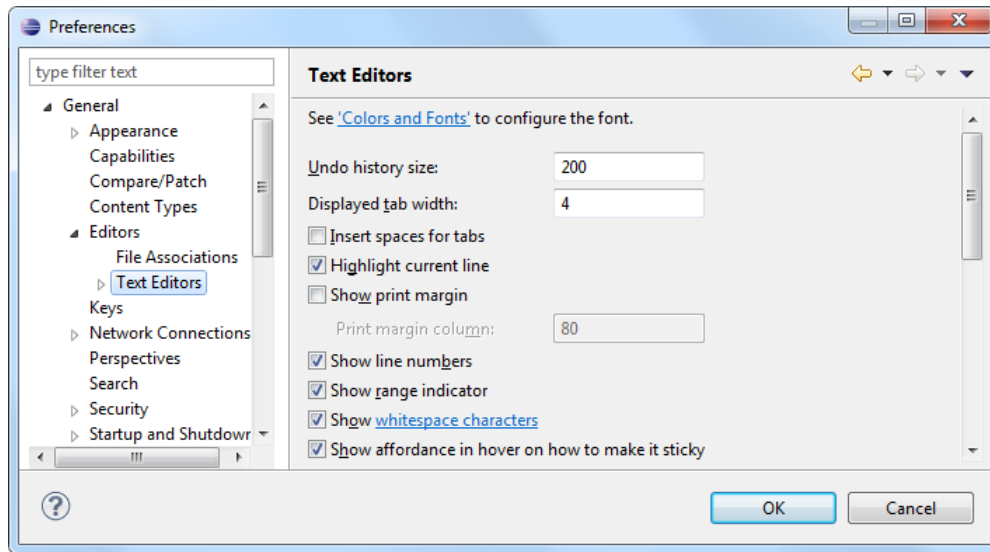 Preferences
type filter text
General
Appearance
Capabilities
Compare/Patch
Content Types
Editors
File Associations
Text Editors
Keys
Network Connections
Perspectives
Search
Security
Startup and Shutdowr
Text Editors
See 'Colors and Fonts' to configure the font.
Undo history size: 200
Displayed tab width: 4
Insert spaces for tabs
Highlight current line
Show print margin
Print margin column: 80
Show line numbers
Show range indicator
Show whitespace characters
Show affordance in hover on how to make it sticky
?
OK Cancel